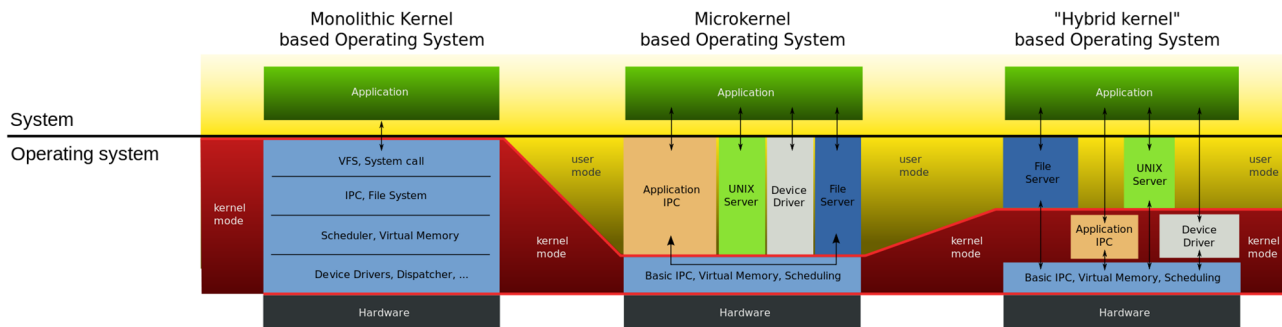 Monolithic Kernel
based Operating System
Microkernel
based Operating System
"Hybrid kernel"
based Operating System
Application
Application
Application
System
Operating system
kernel
mode
VFS, System call
IPC, File System
Scheduler, Virtual Memory
Device Drivers, Dispatcher, ...
Hardware
user
mode
kernel
mode
Application
IPC
UNIX
Server
Device
Driver
File
Server
Basic IPC, Virtual Memory, Scheduling
Hardware
user
mode
kernel
mode
File
Server
UNIX
Server
Application
IPC
Device
Driver
Basic IPC, Virtual Memory, Scheduling
Hardware
user
mode
kernel
mode